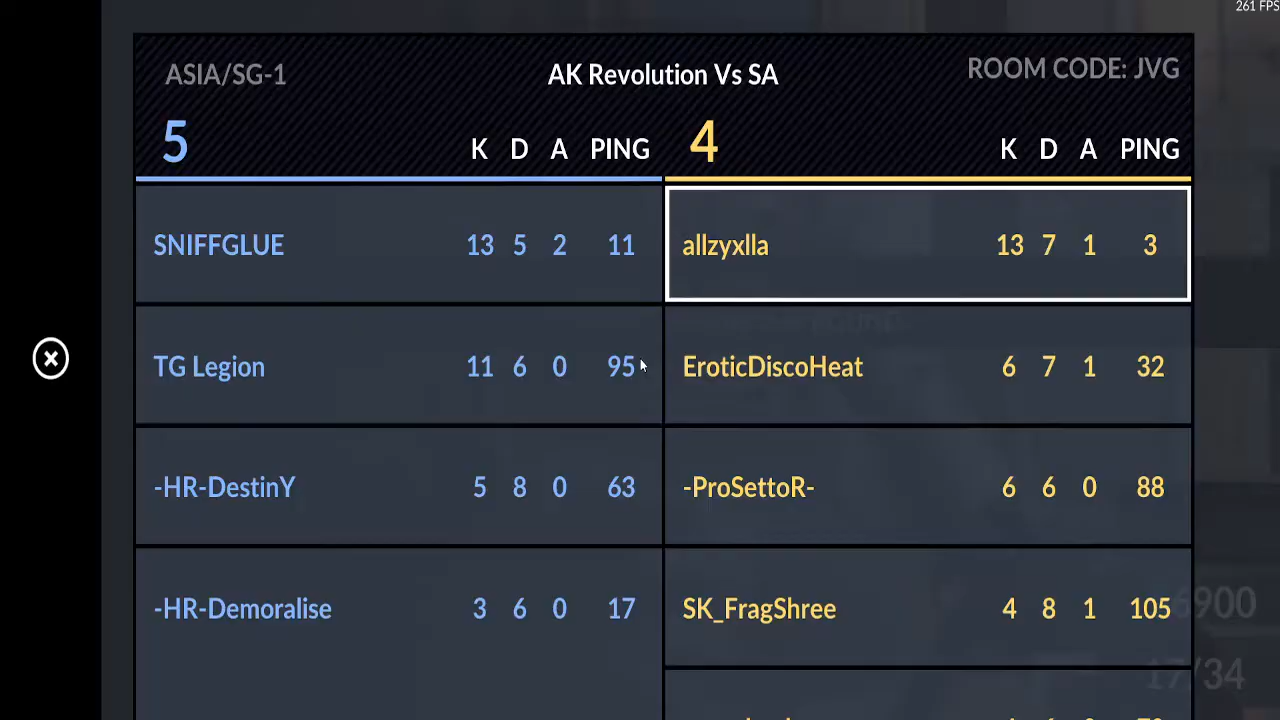 261 FPS
ASIA/SG-1 AK Revolution Vs SA ROOM CODE: JVG
5 K D A PING 4 K D A PING
SNIFFGLUE 13 5 2 11 allzyxlla 13 7 1 3
TG Legion 11 6 0 95 EroticDiscoHeat 6 7 1 32
-HR-DestinY 5 8 0 63 -ProSettoR- 6 6 0 88
-HR-Demoralise 3 6 0 17 SK_FragShree 4 8 1 105
17/34